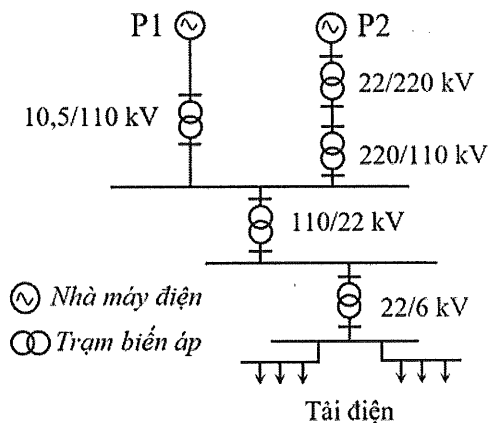 P1
P2
22/220 kV
10,5/110 kV
220/110 kV
110/22 kV
Nhà máy điện
22/6 kV
Trạm biến áp
Tải điện